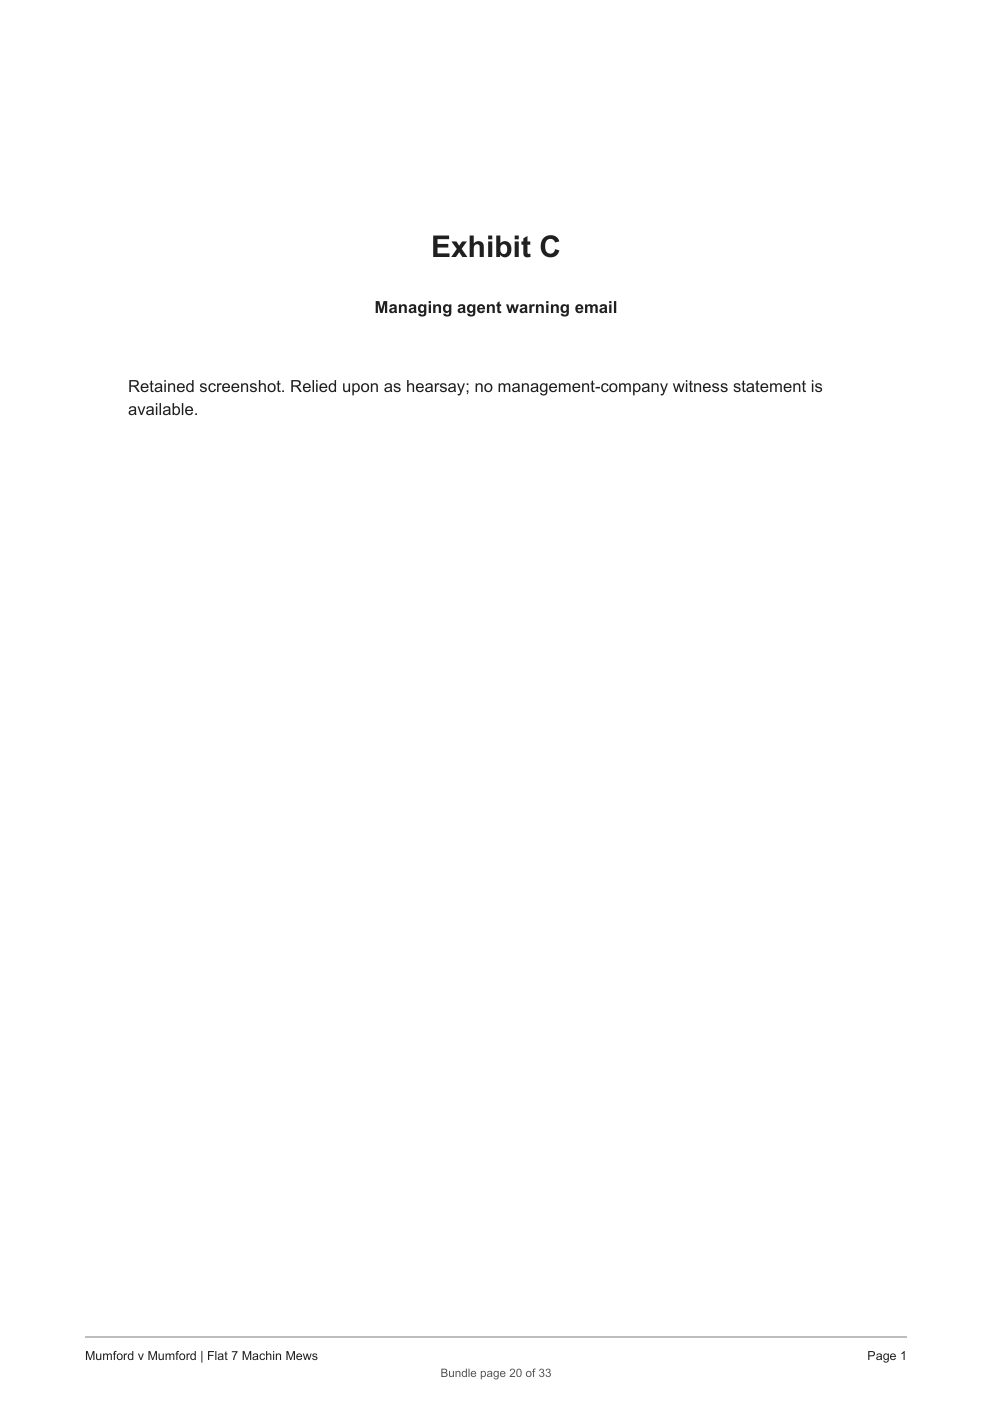 Exhibit C
Managing agent warning email
Retained screenshot. Relied upon as hearsay; no management-company witness statement is
available.
Mumford v Mumford | Flat 7 Machin Mews
Page 1
Bundle page 20 of 33